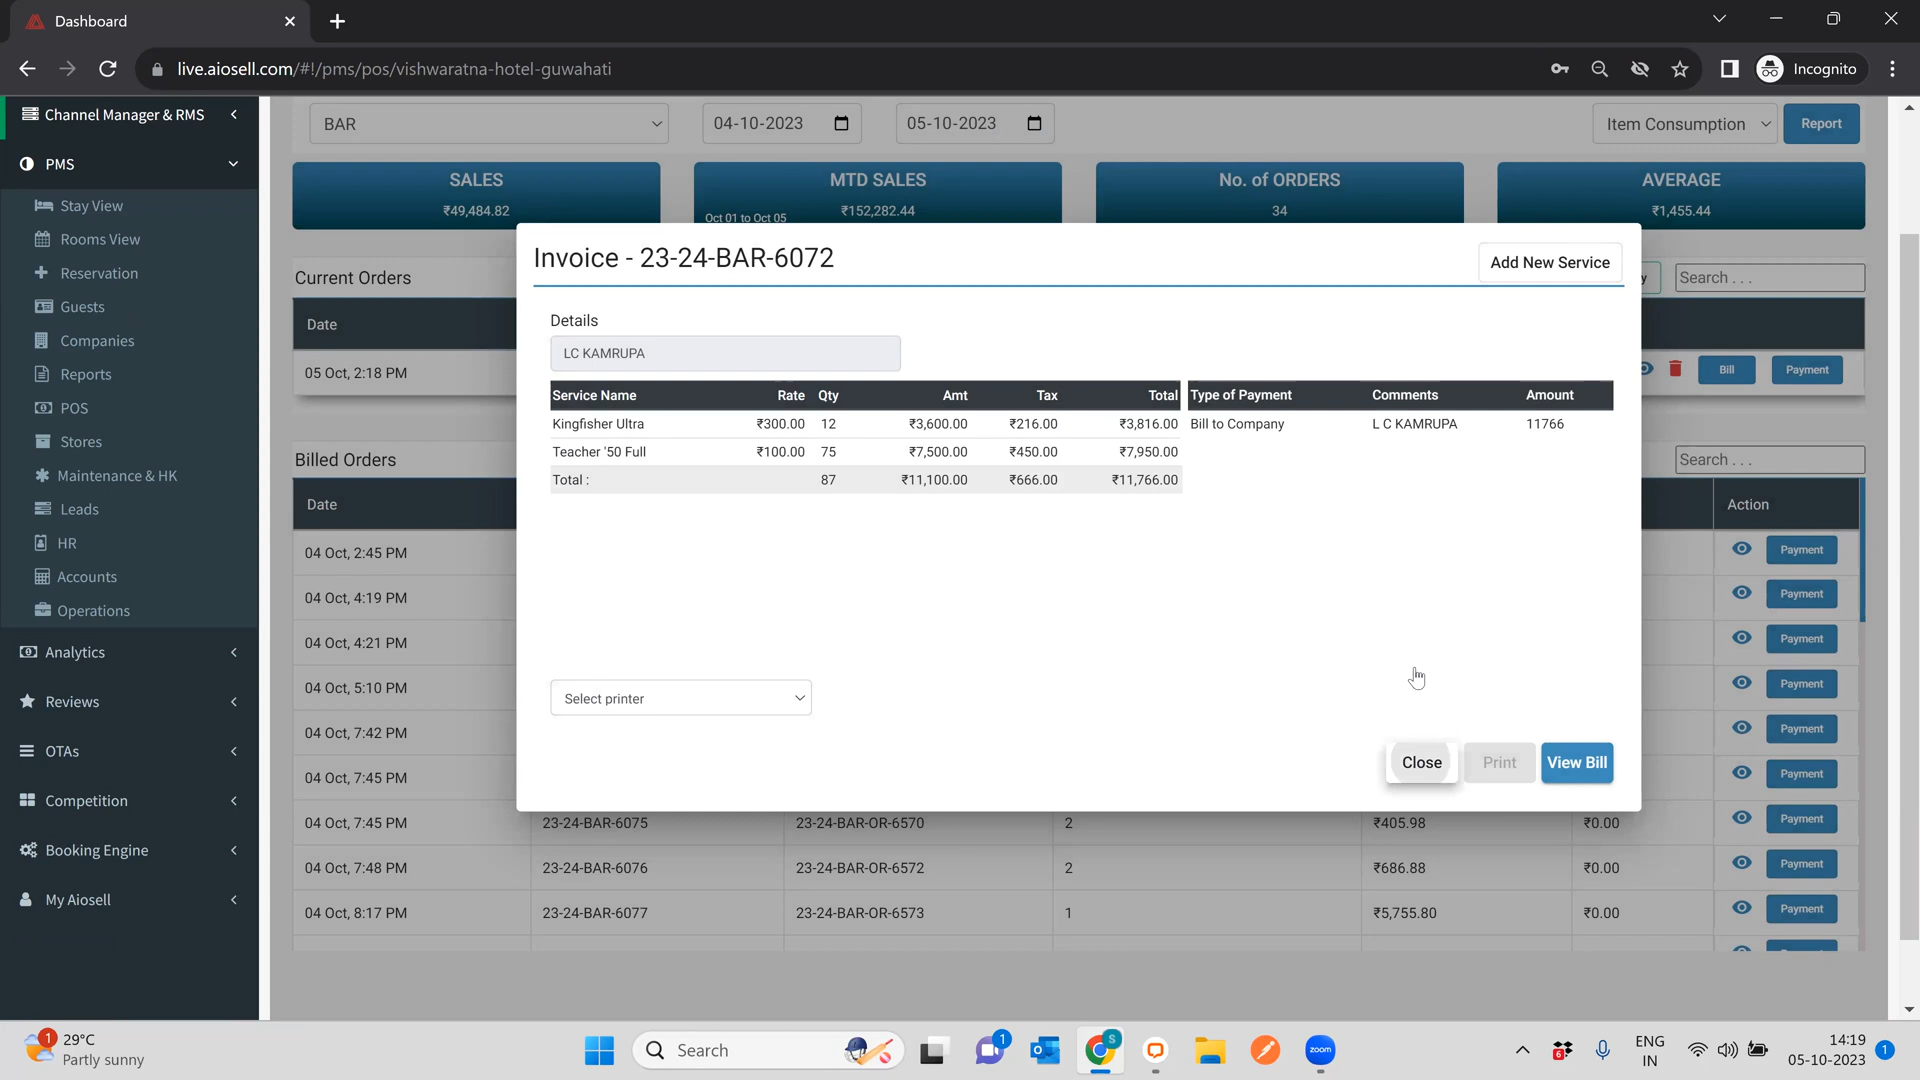 Dashboard
live.aiosell.com/#!/pms/pos/vishwaratna-hotel-guwahati
Incognito
Channel Manager & RMS
PMS
Stay View
Rooms View
Reservation
Guests
Companies
Reports
POS
Stores
Maintenance & HK
Leads
HR
Accounts
Operations
Analytics
Reviews
OTAs
Competition
Booking Engine
My Aiosell
BAR
04-10-2023
05-10-2023
Item Consumption
Report
SALES
₹49,484.82
MTD SALES
Oct 01 to Oct 05
₹152,282.44
No. of ORDERS
34
AVERAGE
₹1,455.44
Current Orders
y
Search . . .
Date
05 Oct, 2:18 PM
Bill
Payment
Billed Orders
Search . . .
Date
Action
04 Oct, 2:45 PM
Payment
04 Oct, 4:19 PM
Payment
04 Oct, 4:21 PM
Payment
04 Oct, 5:10 PM
Payment
04 Oct, 7:42 PM
Payment
04 Oct, 7:45 PM
Payment
04 Oct, 7:45 PM 23-24-BAR-6075 23-24-BAR-OR-6570 2 ₹405.98 ₹0.00 Payment
04 Oct, 7:48 PM 23-24-BAR-6076 23-24-BAR-OR-6572 2 ₹686.88 ₹0.00 Payment
04 Oct, 8:17 PM 23-24-BAR-6077 23-24-BAR-OR-6573 1 ₹5,755.80 ₹0.00 Payment
Invoice - 23-24-BAR-6072
Add New Service
Details
LC KAMRUPA
Service Name Rate Qty Amt Tax Total
Kingfisher Ultra ₹300.00 12 ₹3,600.00 ₹216.00 ₹3,816.00
Teacher '50 Full ₹100.00 75 ₹7,500.00 ₹450.00 ₹7,950.00
Total : 87 ₹11,100.00 ₹666.00 ₹11,766.00
Type of Payment Comments Amount
Bill to Company L C KAMRUPA 11766
Select printer
Close
Print
View Bill
1
29°C
Partly sunny
Search
1
S
zoom
6
ENG
IN
14:19
05-10-2023
1